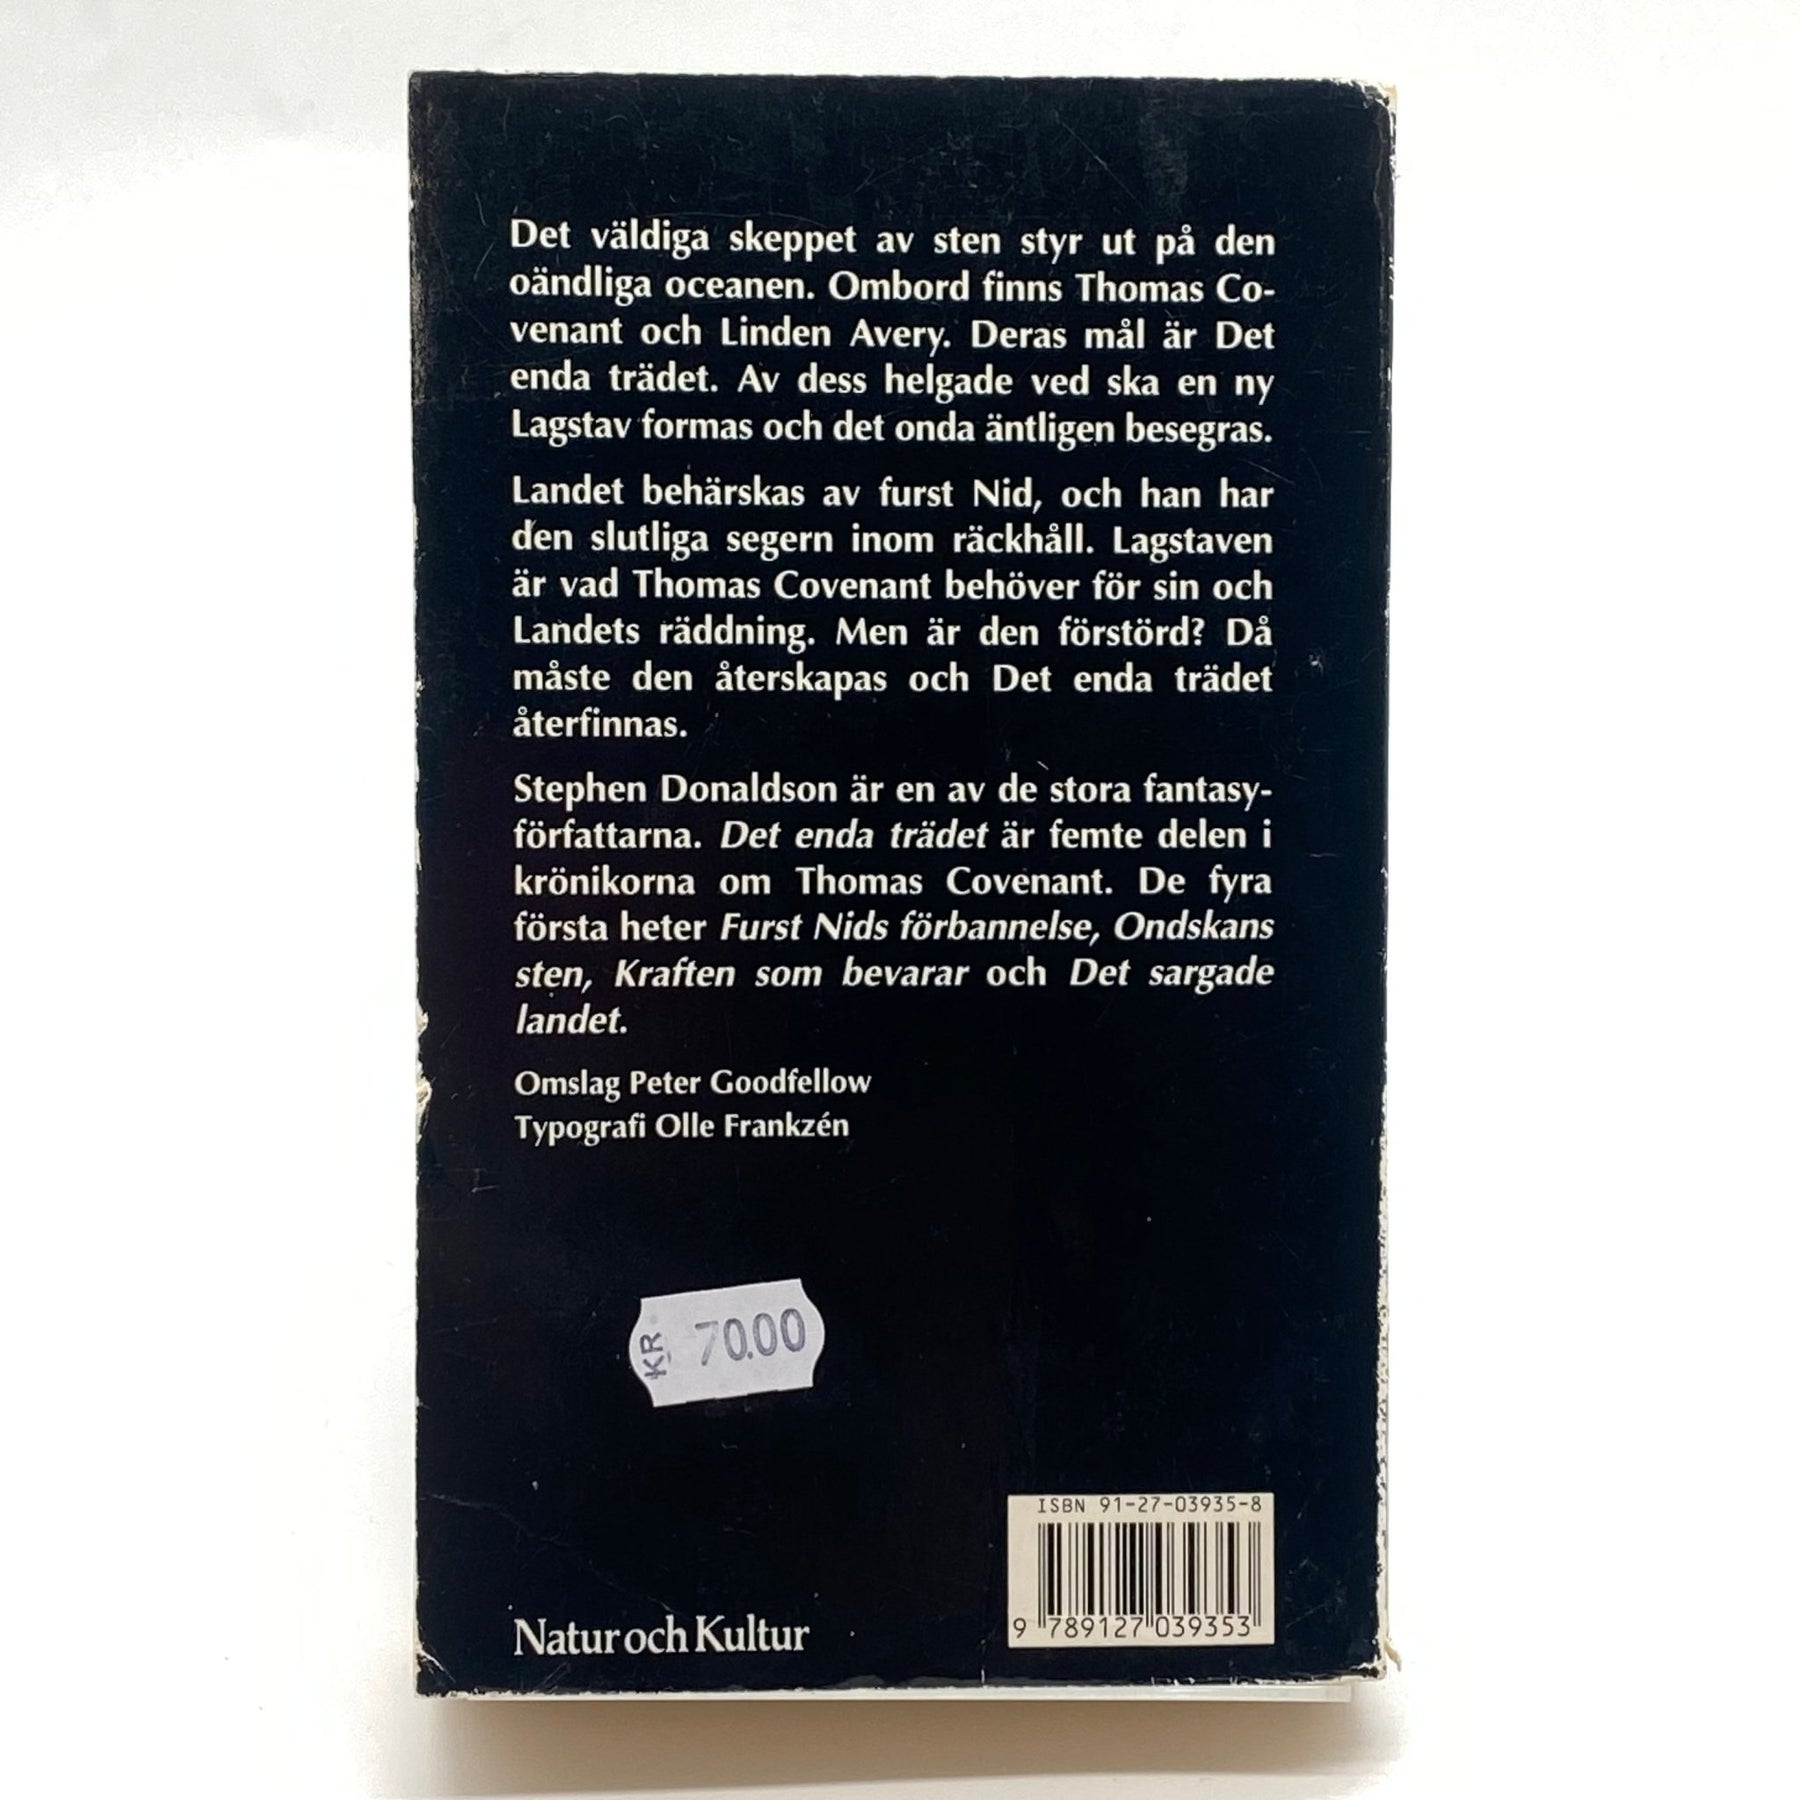 Det väldiga skeppet av sten styr ut på den
oändliga oceanen. Ombord finns Thomas Co-
venant och Linden Avery. Deras mål är Det
enda trädet. Av dess helgade ved ska en ny
Lagstav formas och det onda äntligen besegras.
Landet behärskas av furst Nid, och han har
den slutliga segern inom räckhåll. Lagstaven
är vad Thomas Covenant behöver för sin och
Landets räddning. Men är den förstörd? Då
måste den återskapas och Det enda trädet
återfinnas.
Stephen Donaldson är en av de stora fantasy-
författarna. Det enda trädet är femte delen i
krönikorna om Thomas Covenant. De fyra
första heter Furst Nids förbannelse, Ondskans
sten, Kraften som bevarar och Det sargade
landet.
Omslag Peter Goodfellow
Typografi Olle Frankzén
KR. 70.00
ISBN 91-27-03935-8
9 789127 039353
Natur och Kultur